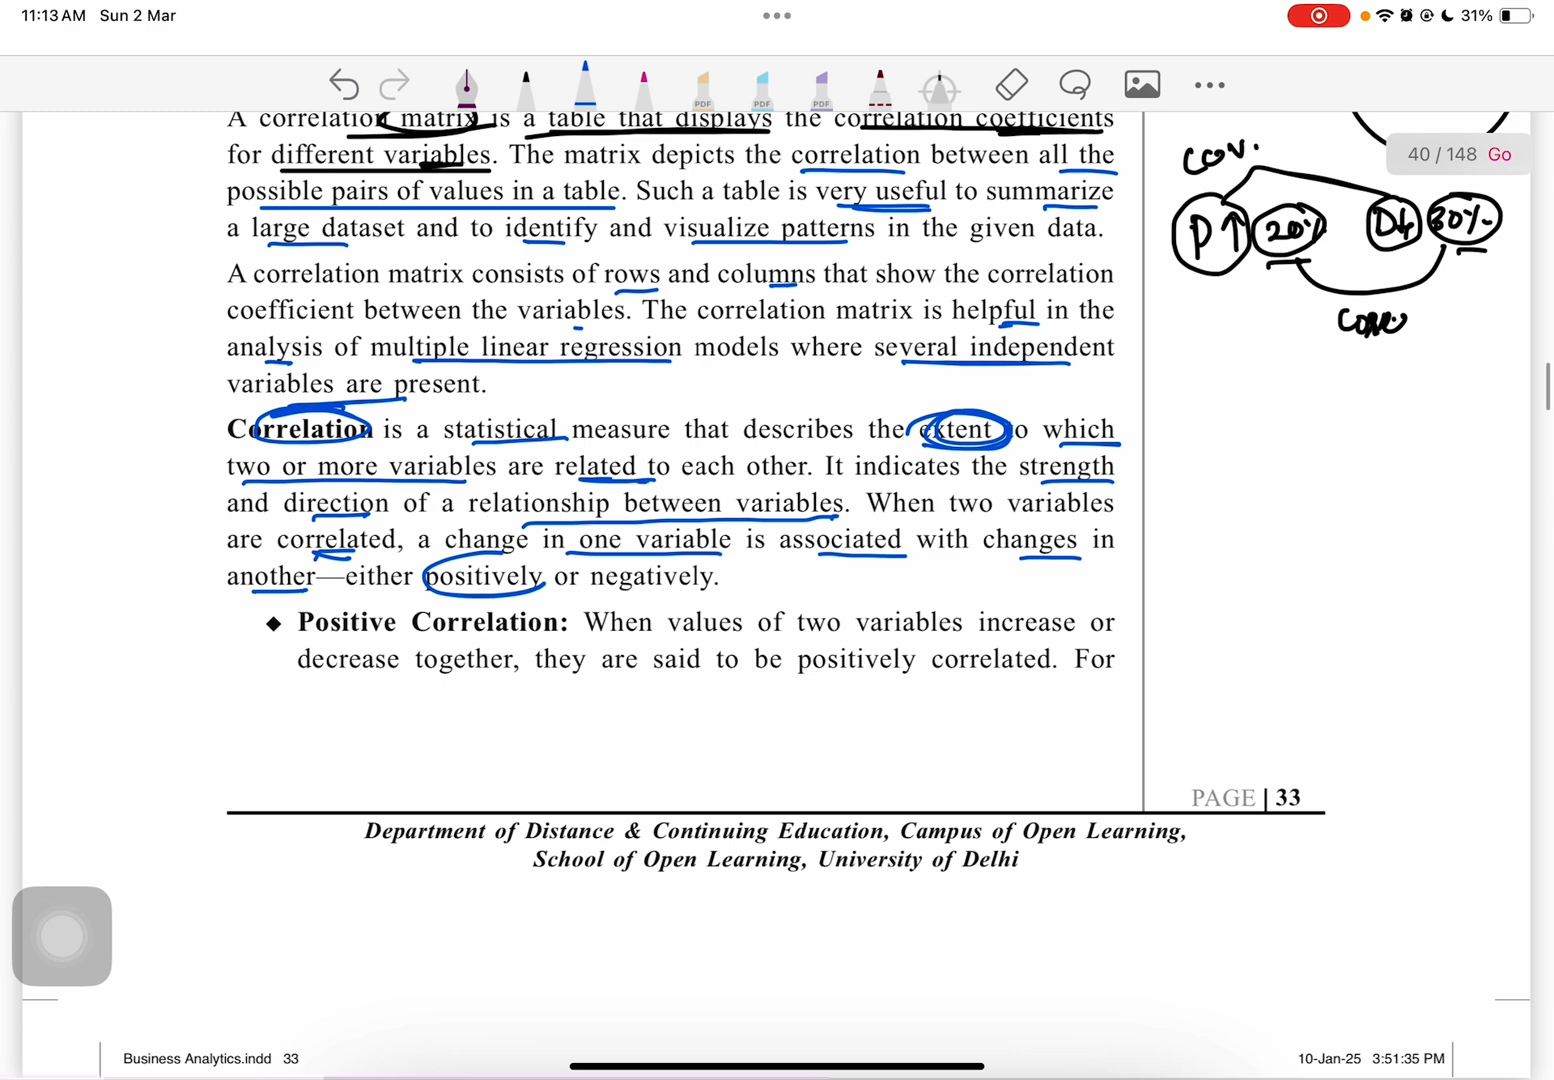 11:13 AM Sun 2 Mar
31%
PDF PDF PDF
A correlation matrix is a table that displays the correlation coefficients
for different variables. The matrix depicts the correlation between all the
possible pairs of values in a table. Such a table is very useful to summarize
a large dataset and to identify and visualize patterns in the given data.
A correlation matrix consists of rows and columns that show the correlation
coefficient between the variables. The correlation matrix is helpful in the
analysis of multiple linear regression models where several independent
variables are present.
Correlation is a statistical measure that describes the extent to which
two or more variables are related to each other. It indicates the strength
and direction of a relationship between variables. When two variables
are correlated, a change in one variable is associated with changes in
another—either positively or negatively.
◆ Positive Correlation: When values of two variables increase or
decrease together, they are said to be positively correlated. For
40 / 148 Go
cov.
P↑ 20% D↓ 30%
PAGE | 33
Department of Distance & Continuing Education, Campus of Open Learning,
School of Open Learning, University of Delhi
Business Analytics.indd 33
10-Jan-25 3:51:35 PM